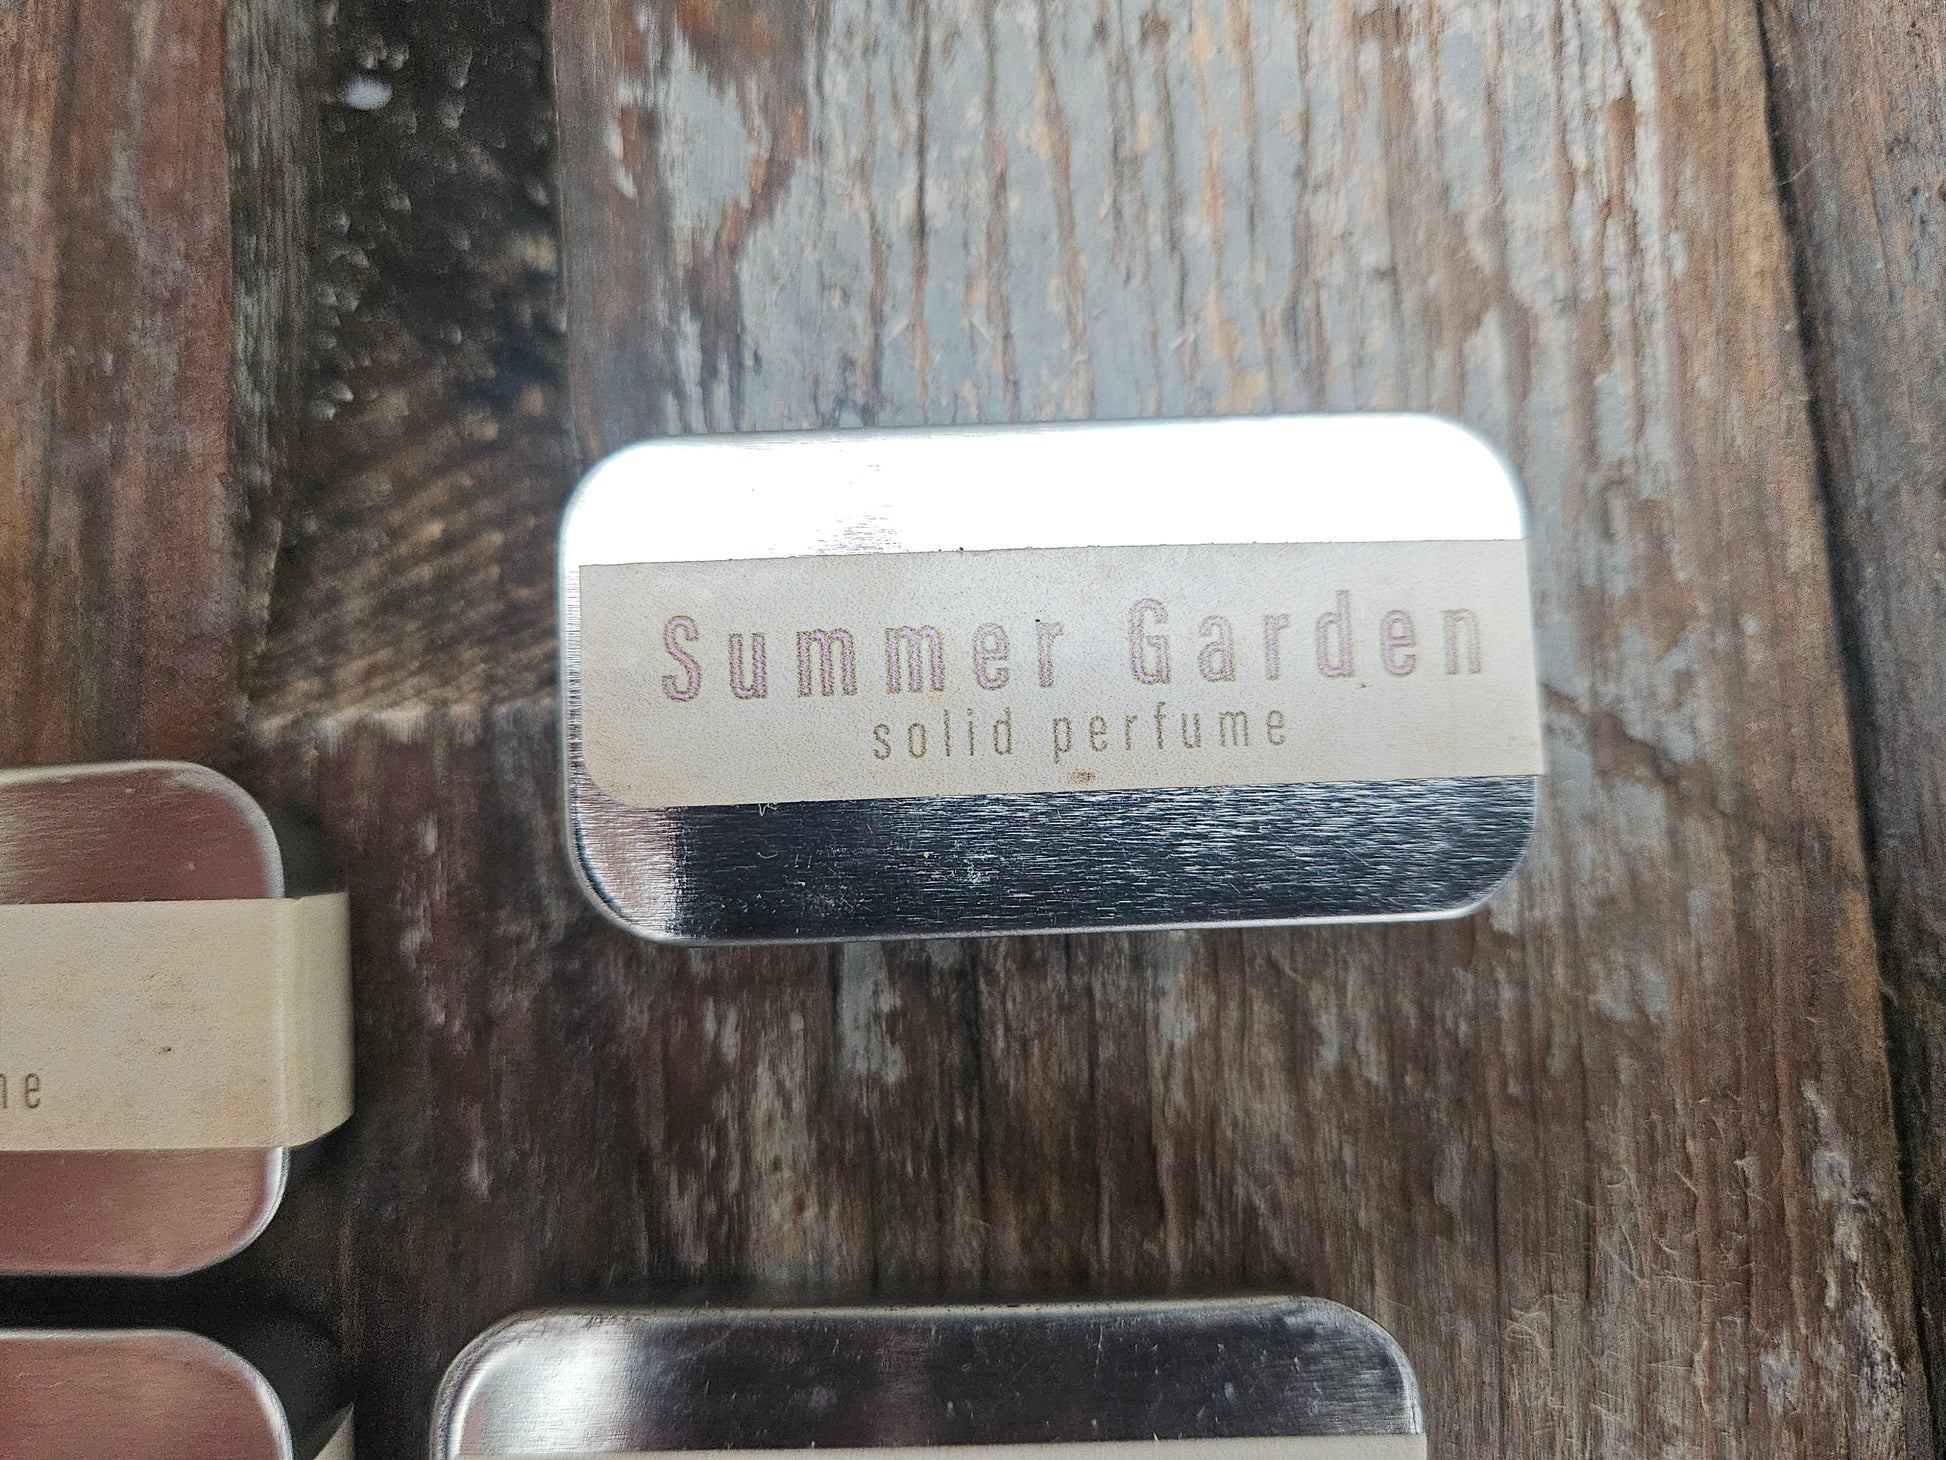 Summer Garden
solid perfume